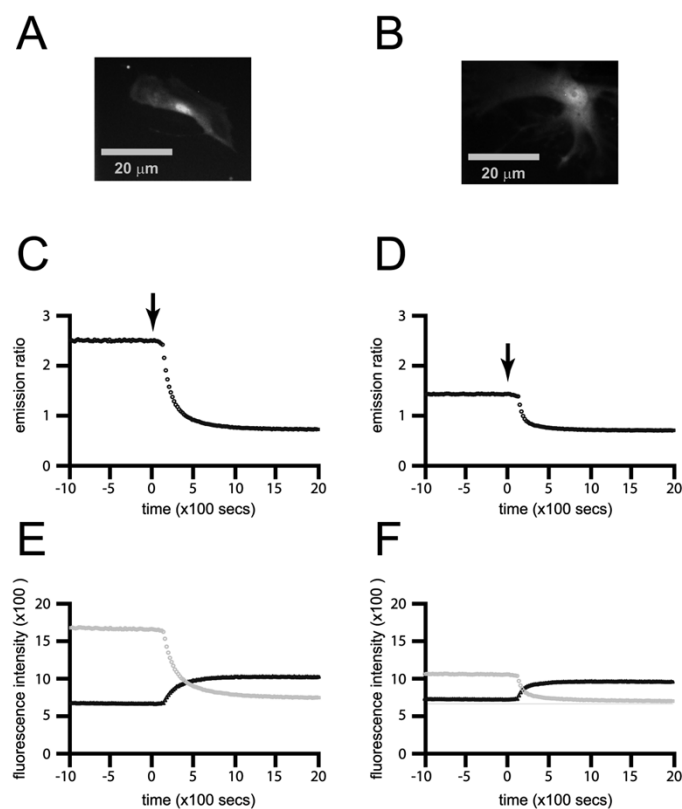 A
B
20 μm
20 μm
C
D
emission ratio
3
2
1
0
-10 -5 0 5 10 15 20
time (x100 secs)
emission ratio
3
2
1
0
-10 -5 0 5 10 15 20
time (x100 secs)
E
F
fluorescence intensity (x100 )
20
15
10
5
0
-10 -5 0 5 10 15 20
time (x100 secs)
fluorescence intensity (x100 )
20
15
10
5
0
-10 -5 0 5 10 15 20
time (x100 secs)